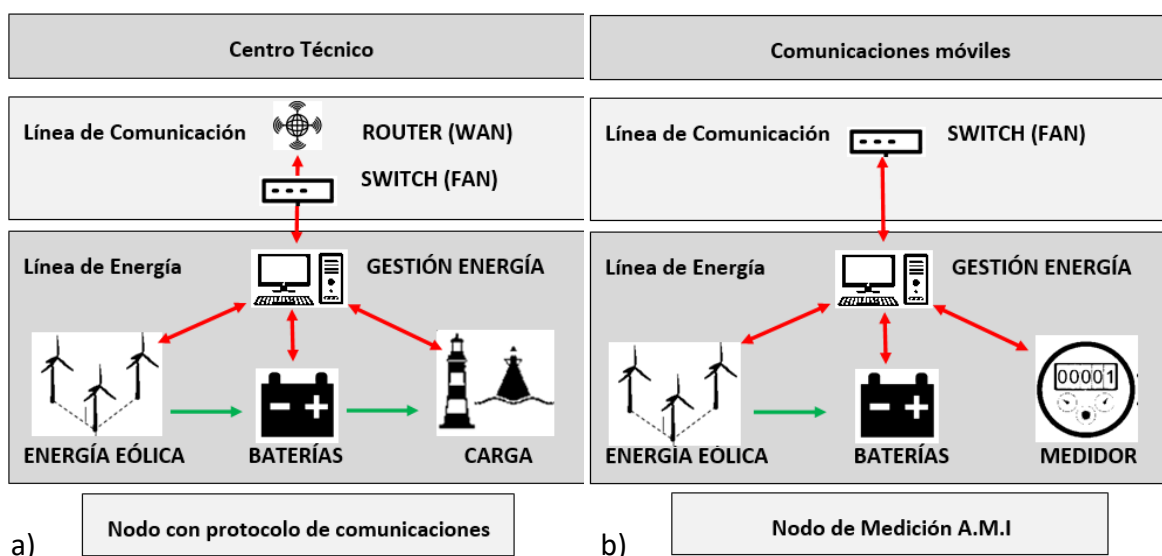 Centro Técnico
Línea de Comunicación
ROUTER (WAN)
SWITCH (FAN)
Línea de Energía
GESTIÓN ENERGÍA
ENERGÍA EÓLICA
BATERÍAS
CARGA
Nodo con protocolo de comunicaciones
a)
Comunicaciones móviles
Línea de Comunicación
SWITCH (FAN)
Línea de Energía
GESTIÓN ENERGÍA
00001
ENERGÍA EÓLICA
BATERÍAS
MEDIDOR
Nodo de Medición A.M.I
b)